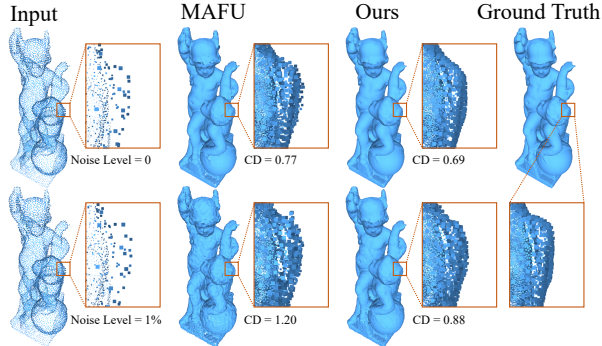 Input MAFU Ours Ground Truth
Noise Level = 0 CD = 0.77 CD = 0.69
Noise Level = 1% CD = 1.20 CD = 0.88